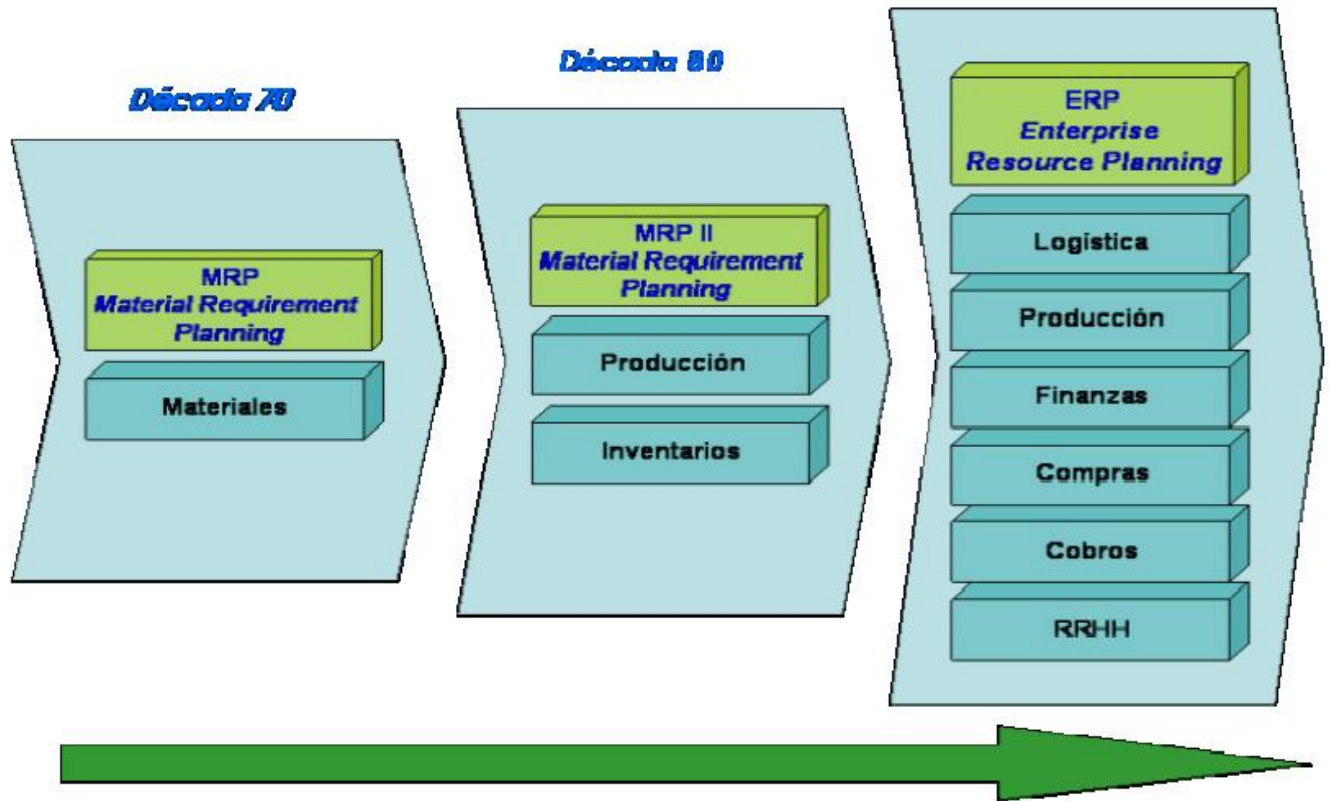 Década 70
MRP
Material Requirement
Planning
Materiales
Década 80
MRP II
Material Requirement
Planning
Producción
Inventarios
ERP
Enterprise
Resource Planning
Logística
Producción
Finanzas
Compras
Cobros
RRHH